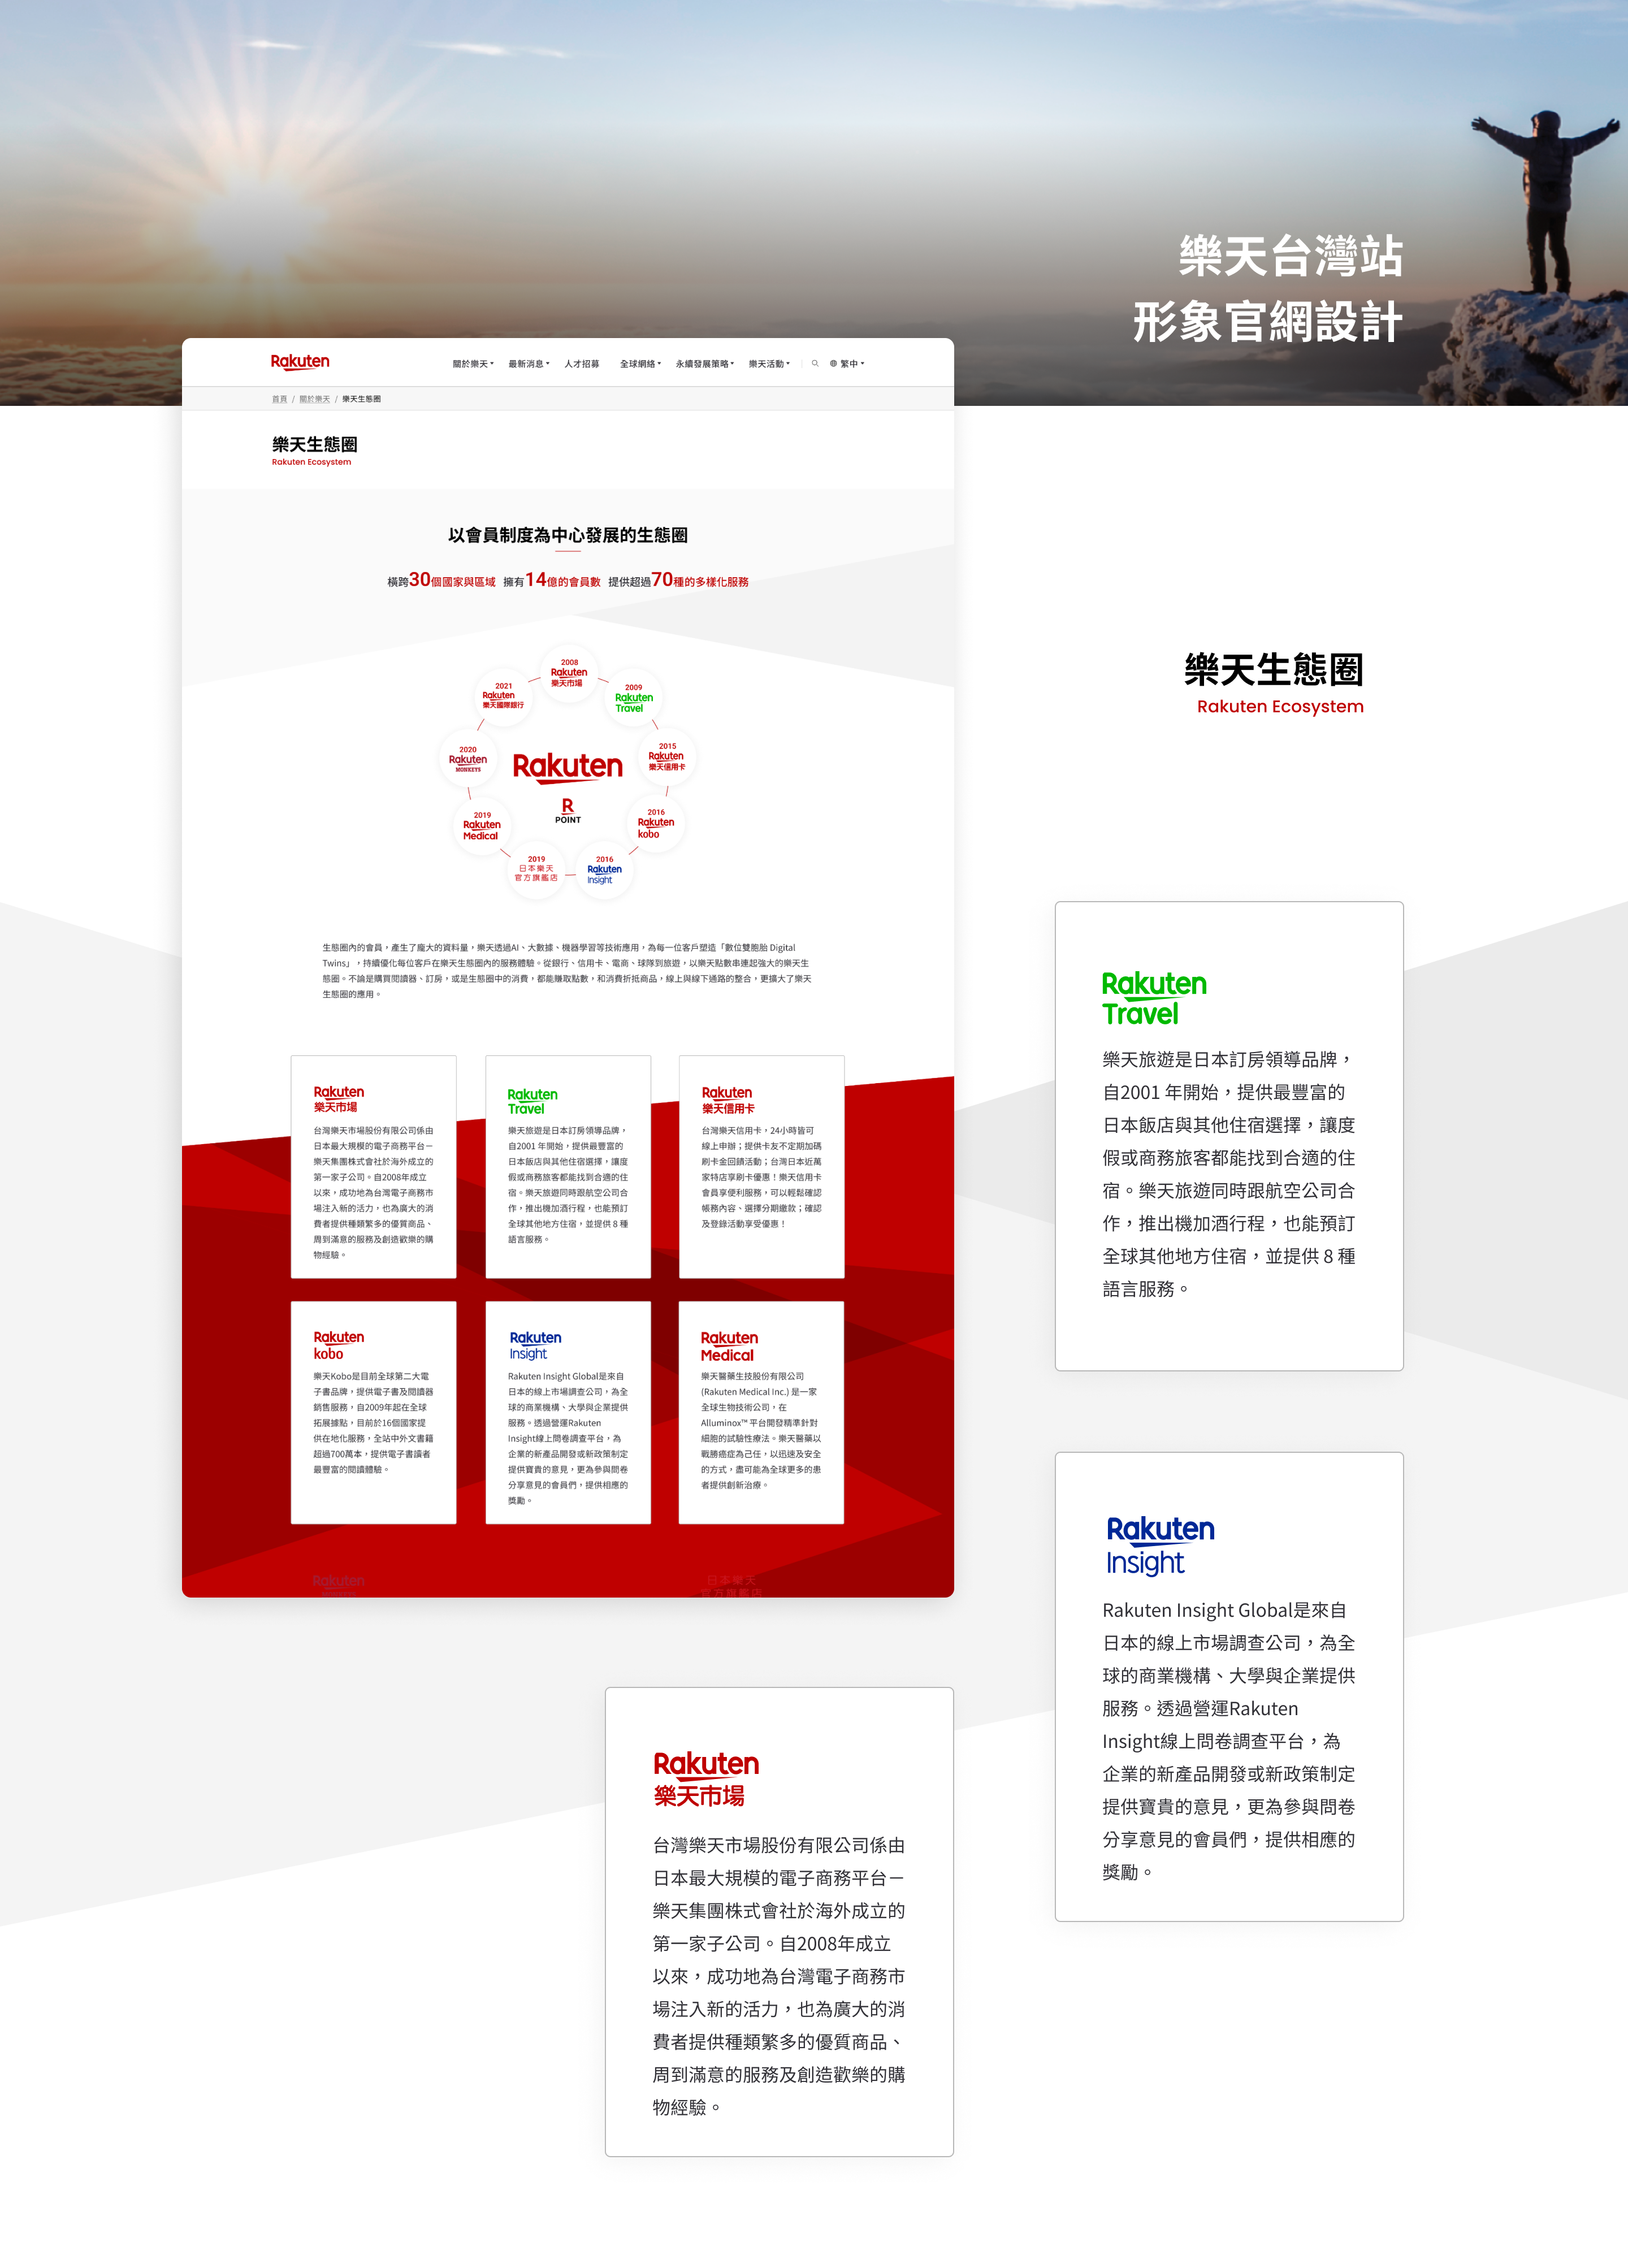 樂天台灣站
形象官網設計
Rakuten
關於樂天 最新消息 人才招募 全球網絡 永續發展策略 樂天活動 繁中
首頁 / 關於樂天 / 樂天生態圈
樂天生態圈
Rakuten Ecosystem
以會員制度為中心發展的生態圈
橫跨30個國家與區域 擁有14億的會員數 提供超過70種的多樣化服務
2008
Rakuten
樂天市場
2009
Rakuten
Travel
2015
Rakuten
樂天信用卡
2016
Rakuten
kobo
2016
Rakuten
Insight
2019
日本樂天
官方旗艦店
2019
Rakuten
Medical
2020
Rakuten
MONKEYS
2021
Rakuten
樂天國際銀行
Rakuten
R
POINT
生態圈內的會員，產生了龐大的資料量，樂天透過AI、大數據、機器學習等技術應用，為每一位客戶塑造「數位雙胞胎 Digital
Twins」，持續優化每位客戶在樂天生態圈內的服務體驗。從銀行、信用卡、電商、球隊到旅遊，以樂天點數串連起強大的樂天生
態圈。不論是購買閱讀器、訂房，或是生態圈中的消費，都能賺取點數，和消費折抵商品，線上與線下通路的整合，更擴大了樂天
生態圈的應用。
Rakuten
樂天市場
台灣樂天市場股份有限公司係由
日本最大規模的電子商務平台－
樂天集團株式會社於海外成立的
第一家子公司。自2008年成立
以來，成功地為台灣電子商務市
場注入新的活力，也為廣大的消
費者提供種類繁多的優質商品、
周到滿意的服務及創造歡樂的購
物經驗。
Rakuten
Travel
樂天旅遊是日本訂房領導品牌，
自2001 年開始，提供最豐富的
日本飯店與其他住宿選擇，讓度
假或商務旅客都能找到合適的住
宿。樂天旅遊同時跟航空公司合
作，推出機加酒行程，也能預訂
全球其他地方住宿，並提供 8 種
語言服務。
Rakuten
樂天信用卡
台灣樂天信用卡，24小時皆可
線上申辦；提供卡友不定期加碼
刷卡金回饋活動；台灣日本近萬
家特店享刷卡優惠！樂天信用卡
會員享便利服務，可以輕鬆確認
帳務內容、選擇分期繳款；確認
及登錄活動享受優惠！
Rakuten
kobo
樂天Kobo是目前全球第二大電
子書品牌，提供電子書及閱讀器
銷售服務，自2009年起在全球
拓展據點，目前於16個國家提
供在地化服務，全站中外文書籍
超過700萬本，提供電子書讀者
最豐富的閱讀體驗。
Rakuten
Insight
Rakuten Insight Global是來自
日本的線上市場調查公司，為全
球的商業機構、大學與企業提供
服務。透過營運Rakuten
Insight線上問卷調查平台，為
企業的新產品開發或新政策制定
提供寶貴的意見，更為參與問卷
分享意見的會員們，提供相應的
獎勵。
Rakuten
Medical
樂天醫藥生技股份有限公司
(Rakuten Medical Inc.) 是一家
全球生物技術公司，在
Alluminox™ 平台開發精準針對
細胞的試驗性療法。樂天醫藥以
戰勝癌症為己任，以迅速及安全
的方式，盡可能為全球更多的患
者提供創新治療。
Rakuten
日本樂天
官方旗艦店
樂天生態圈
Rakuten Ecosystem
Rakuten
Travel
樂天旅遊是日本訂房領導品牌，
自2001 年開始，提供最豐富的
日本飯店與其他住宿選擇，讓度
假或商務旅客都能找到合適的住
宿。樂天旅遊同時跟航空公司合
作，推出機加酒行程，也能預訂
全球其他地方住宿，並提供 8 種
語言服務。
Rakuten
Insight
Rakuten Insight Global是來自
日本的線上市場調查公司，為全
球的商業機構、大學與企業提供
服務。透過營運Rakuten
Insight線上問卷調查平台，為
企業的新產品開發或新政策制定
提供寶貴的意見，更為參與問卷
分享意見的會員們，提供相應的
獎勵。
Rakuten
樂天市場
台灣樂天市場股份有限公司係由
日本最大規模的電子商務平台－
樂天集團株式會社於海外成立的
第一家子公司。自2008年成立
以來，成功地為台灣電子商務市
場注入新的活力，也為廣大的消
費者提供種類繁多的優質商品、
周到滿意的服務及創造歡樂的購
物經驗。